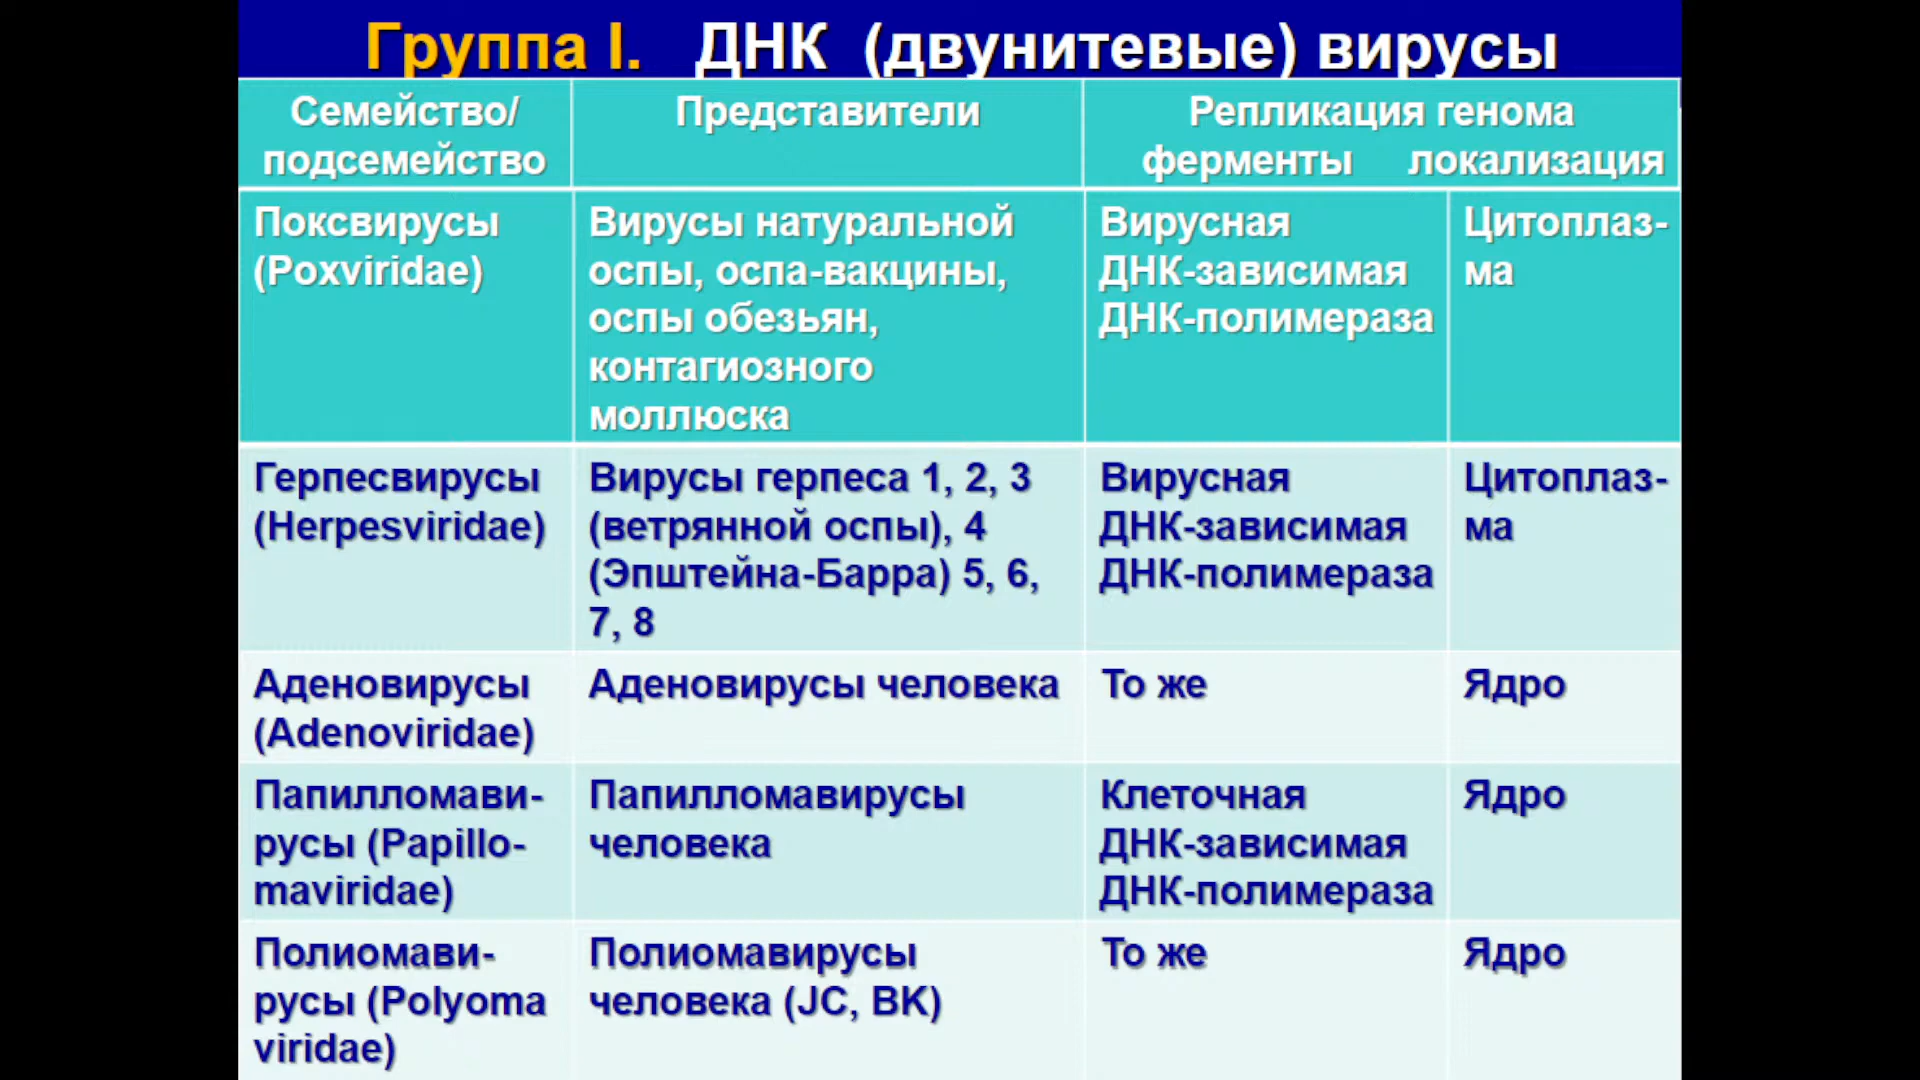 Группа I. ДНК (двунитевые) вирусы
Семейство/
подсемейство
Представители
Репликация генома
ферменты локализация
Поксвирусы
(Poxviridae)
Вирусы натуральной
оспы, оспа-вакцины,
оспы обезьян,
контагиозного
моллюска
Вирусная
ДНК-зависимая
ДНК-полимераза
Цитоплаз-
ма
Герпесвирусы
(Herpesviridae)
Вирусы герпеса 1, 2, 3
(ветрянной оспы), 4
(Эпштейна-Барра) 5, 6,
7, 8
Вирусная
ДНК-зависимая
ДНК-полимераза
Цитоплаз-
ма
Аденовирусы
(Adenoviridae)
Аденовирусы человека
То же
Ядро
Папилломави-
русы (Papillo-
maviridae)
Папилломавирусы
человека
Клеточная
ДНК-зависимая
ДНК-полимераза
Ядро
Полиомави-
русы (Polyoma
viridae)
Полиомавирусы
человека (JC, BK)
То же
Ядро